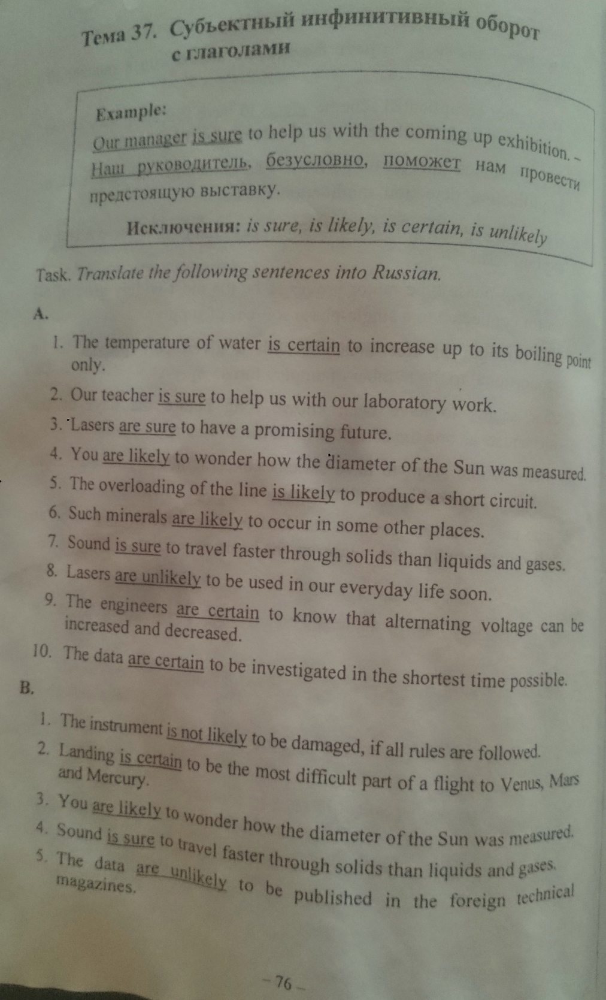 Тема 37. Субъектный инфинитивный оборот
с глаголами
Example:
Our manager is sure to help us with the coming up exhibition. –
Наш руководитель, безусловно, поможет нам провести
предстоящую выставку.
Исключения: is sure, is likely, is certain, is unlikely
Task. Translate the following sentences into Russian.
A.
1. The temperature of water is certain to increase up to its boiling point
only.
2. Our teacher is sure to help us with our laboratory work.
3. Lasers are sure to have a promising future.
4. You are likely to wonder how the diameter of the Sun was measured.
5. The overloading of the line is likely to produce a short circuit.
6. Such minerals are likely to occur in some other places.
7. Sound is sure to travel faster through solids than liquids and gases.
8. Lasers are unlikely to be used in our everyday life soon.
9. The engineers are certain to know that alternating voltage can be
increased and decreased.
10. The data are certain to be investigated in the shortest time possible.
B.
1. The instrument is not likely to be damaged, if all rules are followed.
2. Landing is certain to be the most difficult part of a flight to Venus, Mars
and Mercury.
3. You are likely to wonder how the diameter of the Sun was measured.
4. Sound is sure to travel faster through solids than liquids and gases.
5. The data are unlikely to be published in the foreign technical
magazines.
– 76 –